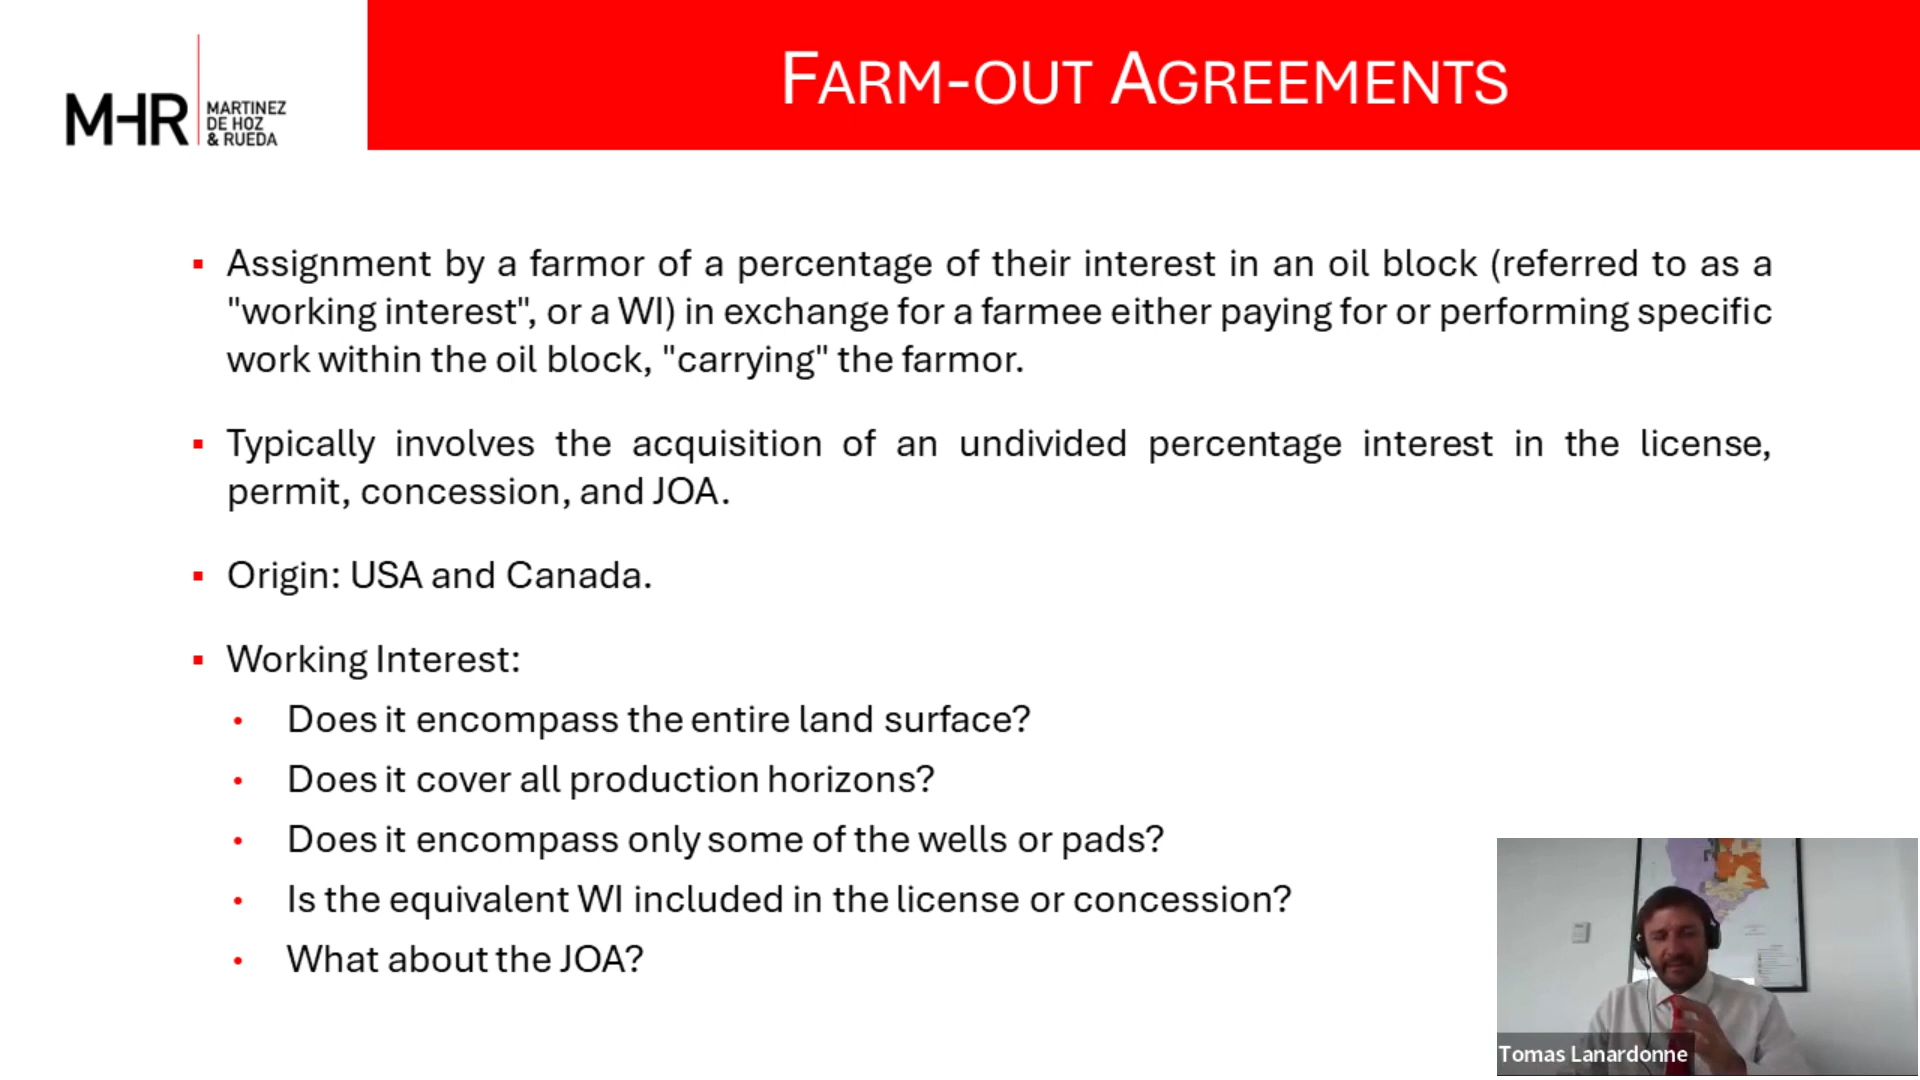 MHR
MARTINEZ
DE HOZ
& RUEDA
FARM-OUT AGREEMENTS
Assignment by a farmor of a percentage of their interest in an oil block (referred to as a
"working interest", or a WI) in exchange for a farmee either paying for or performing specific
work within the oil block, "carrying" the farmor.
Typically involves the acquisition of an undivided percentage interest in the license,
permit, concession, and JOA.
Origin: USA and Canada.
Working Interest:
Does it encompass the entire land surface?
Does it cover all production horizons?
Does it encompass only some of the wells or pads?
Is the equivalent WI included in the license or concession?
What about the JOA?
Tomas Lanardonne